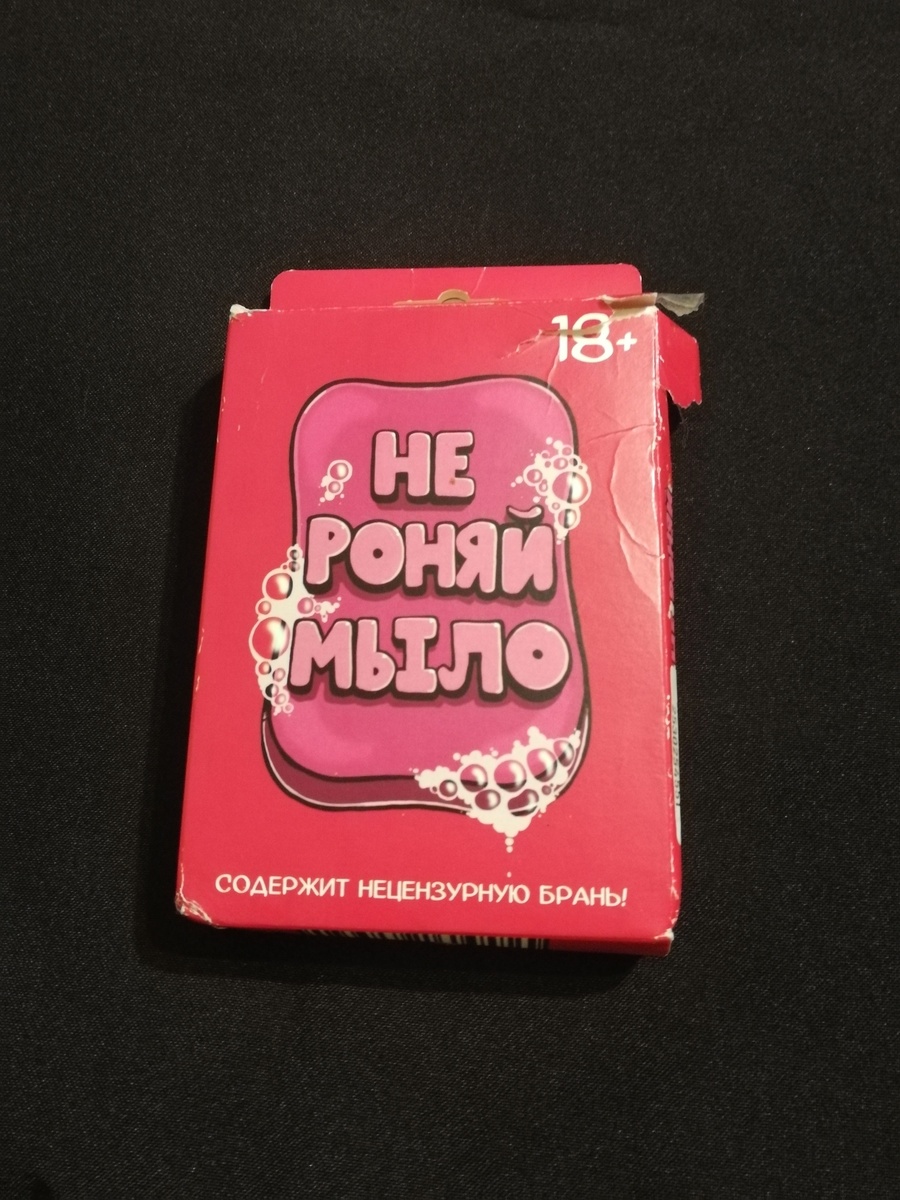 18+
НЕ
РОНЯЙ
МЫЛО
СОДЕРЖИТ НЕЦЕНЗУРНУЮ БРАНЬ!